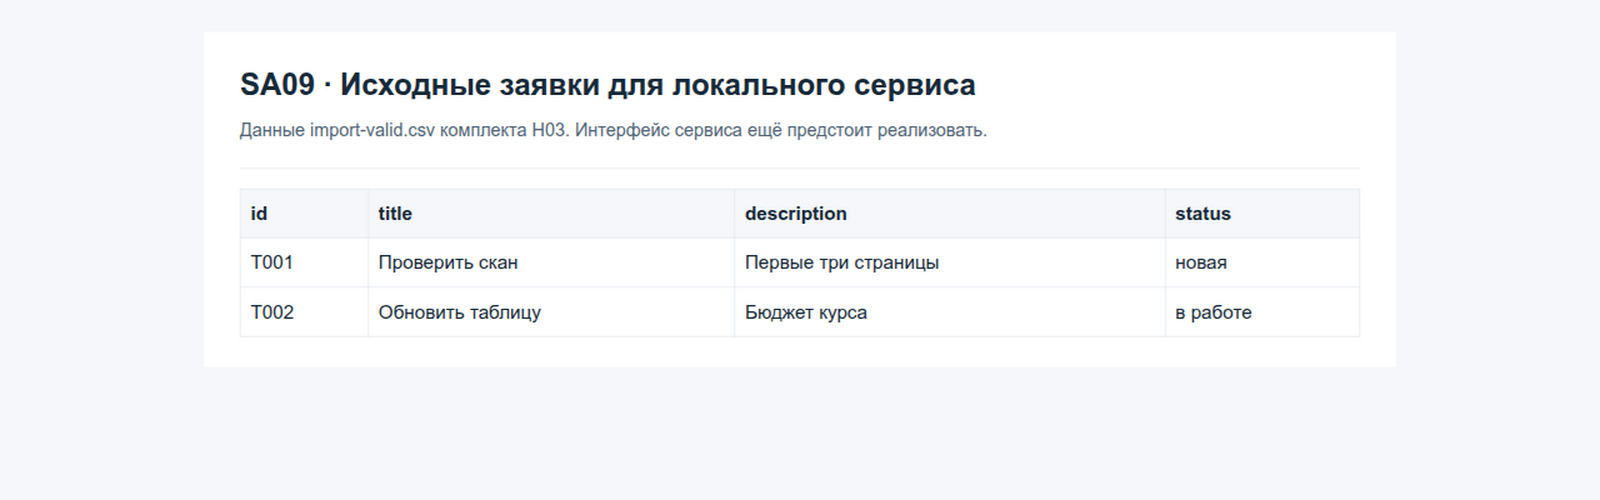 SA09 · Исходные заявки для локального сервиса
Данные import-valid.csv комплекта H03. Интерфейс сервиса ещё предстоит реализовать.
id title description status
T001 Проверить скан Первые три страницы новая
T002 Обновить таблицу Бюджет курса в работе